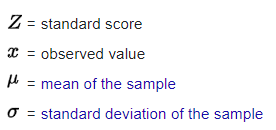 Z = standard score
x = observed value
μ = mean of the sample
σ = standard deviation of the sample